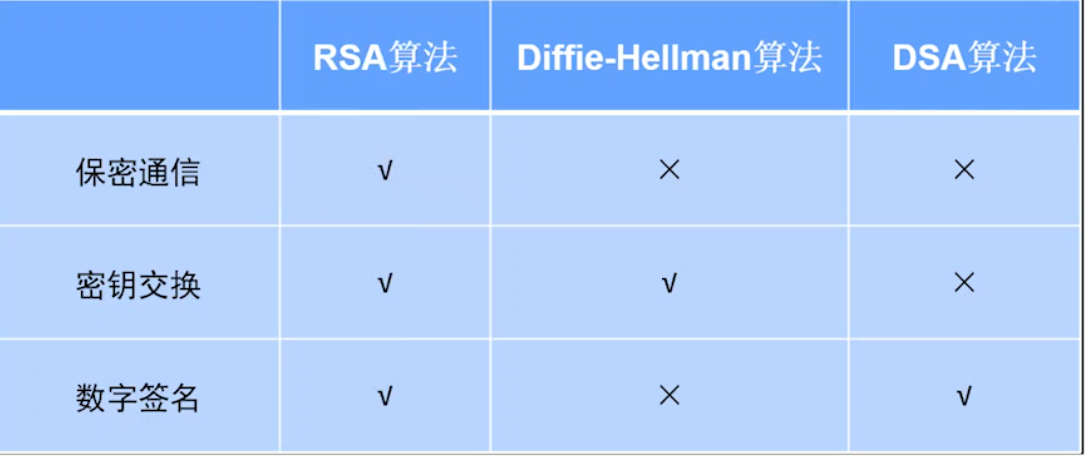 RSA算法 Diffie-Hellman算法 DSA算法
保密通信 √ × ×
密钥交换 √ √ ×
数字签名 √ × √